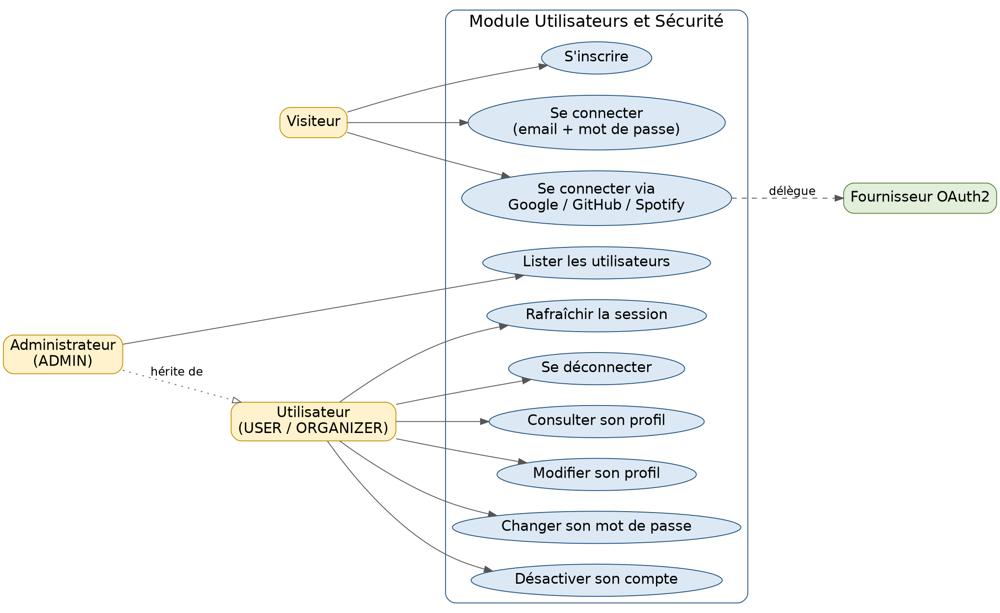 Module Utilisateurs et Sécurité
S'inscrire
Visiteur
Se connecter
(email + mot de passe)
Se connecter via
Google / GitHub / Spotify
délègue
Fournisseur OAuth2
Lister les utilisateurs
Rafraîchir la session
Administrateur
(ADMIN)
hérite de
Se déconnecter
Utilisateur
(USER / ORGANIZER)
Consulter son profil
Modifier son profil
Changer son mot de passe
Désactiver son compte